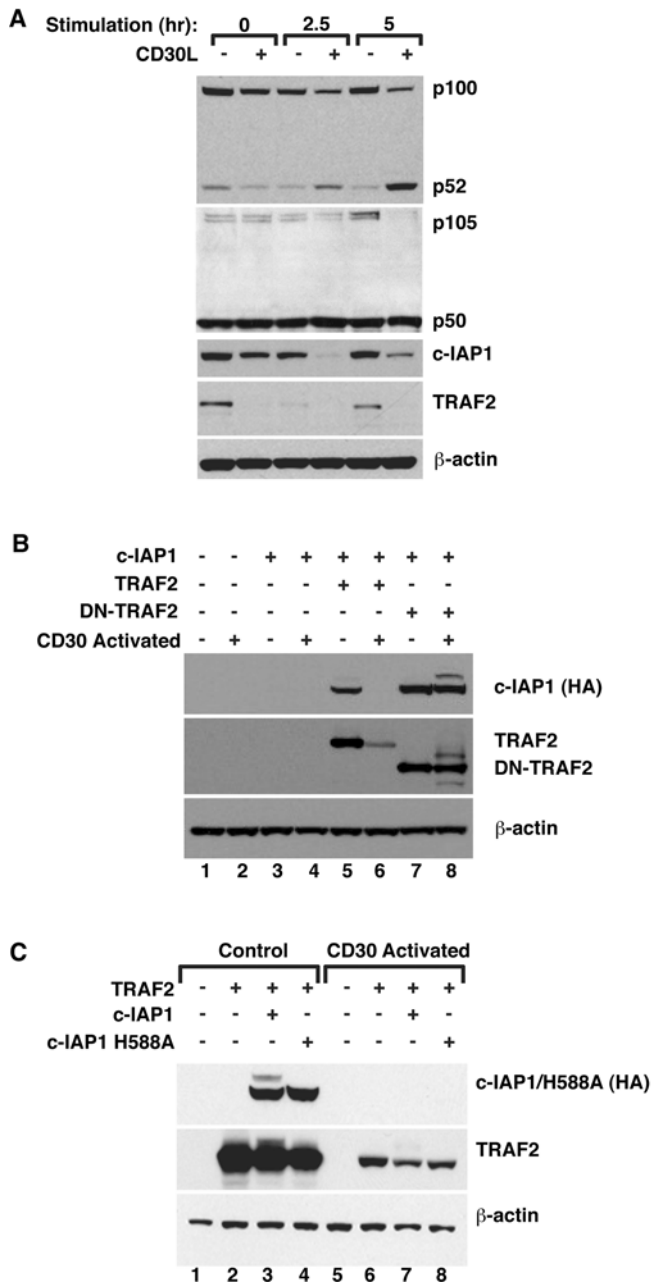 A
Stimulation (hr): 0 2.5 5
CD30L - + - + - +
p100
p52
p105
p50
c-IAP1
TRAF2
β-actin
B
c-IAP1 - - + + + + + +
TRAF2 - - - - + + - -
DN-TRAF2 - - - - - - + +
CD30 Activated - + - + - + - +
c-IAP1 (HA)
TRAF2
DN-TRAF2
β-actin
1 2 3 4 5 6 7 8
C
Control CD30 Activated
TRAF2 - + + + - + + +
c-IAP1 - - + - - - + -
c-IAP1 H588A - - - + - - - +
c-IAP1/H588A (HA)
TRAF2
β-actin
1 2 3 4 5 6 7 8